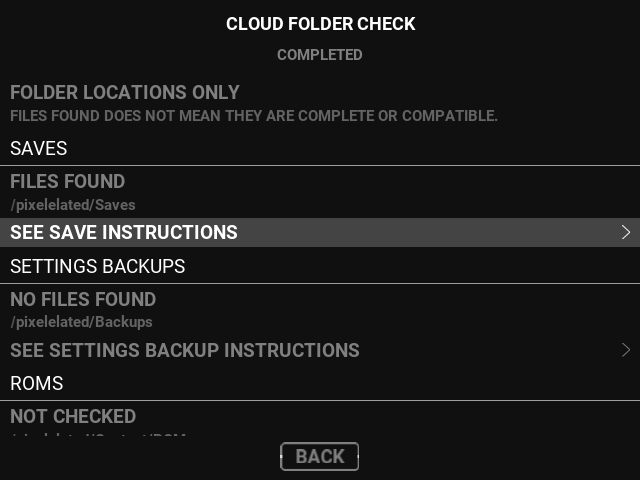 CLOUD FOLDER CHECK
COMPLETED
FOLDER LOCATIONS ONLY
FILES FOUND DOES NOT MEAN THEY ARE COMPLETE OR COMPATIBLE.
SAVES
FILES FOUND
/pixelelated/Saves
SEE SAVE INSTRUCTIONS
SETTINGS BACKUPS
NO FILES FOUND
/pixelelated/Backups
SEE SETTINGS BACKUP INSTRUCTIONS
ROMS
NOT CHECKED
BACK